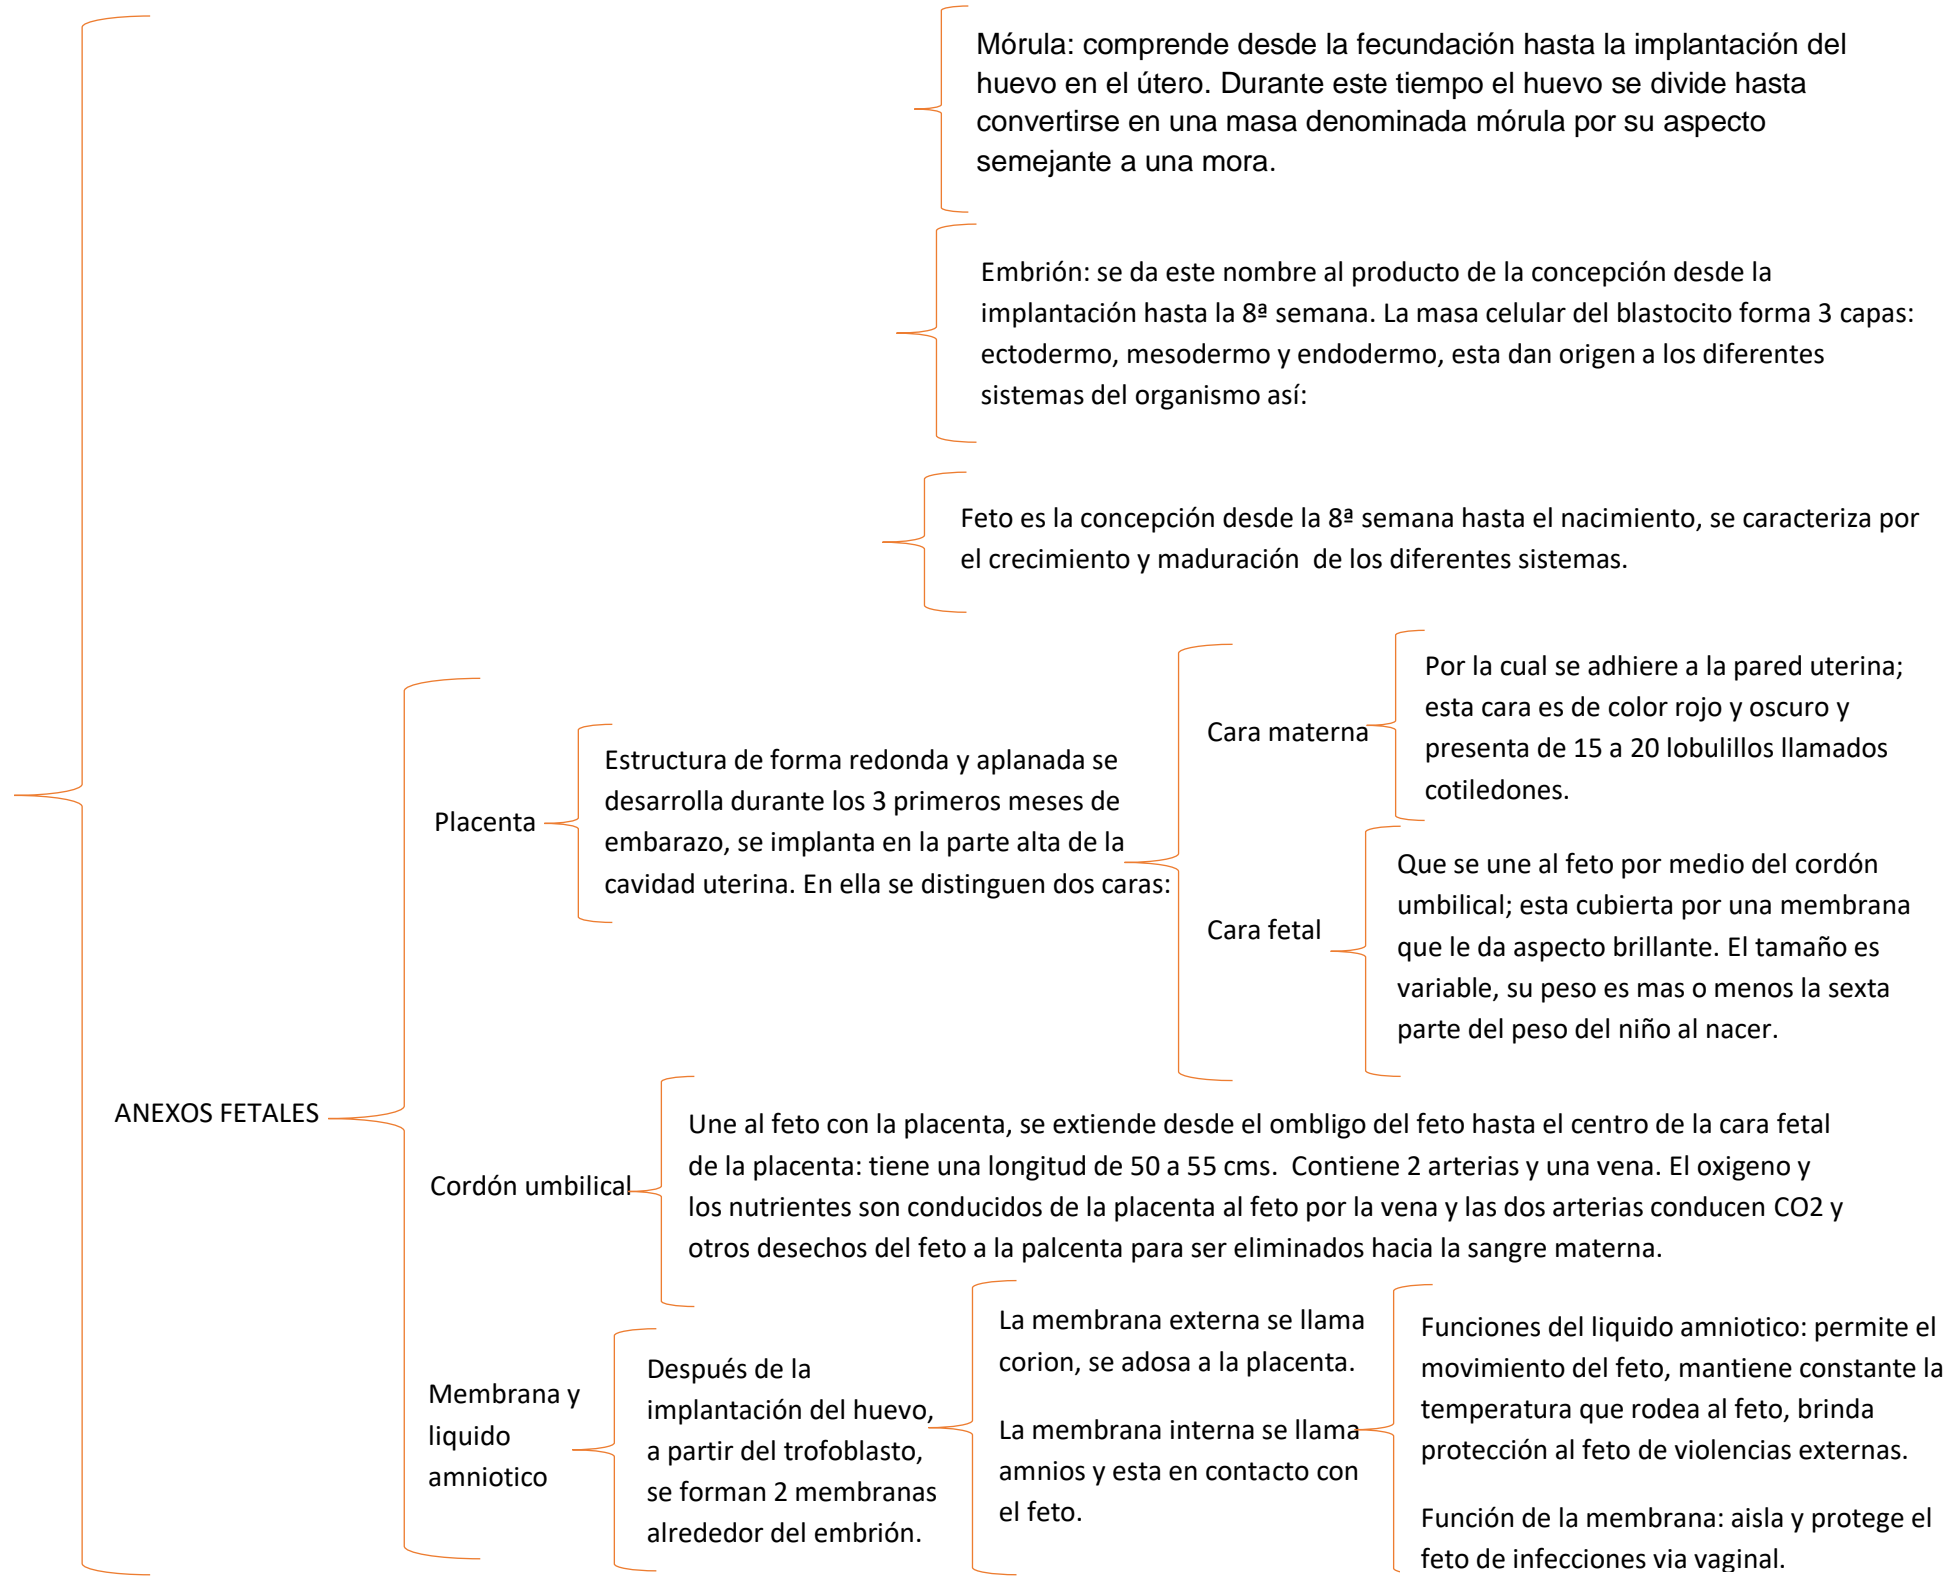 Mórula: comprende desde la fecundación hasta la implantación del
huevo en el útero. Durante este tiempo el huevo se divide hasta
convertirse en una masa denominada mórula por su aspecto
semejante a una mora.
Embrión: se da este nombre al producto de la concepción desde la
implantación hasta la 8ª semana. La masa celular del blastocito forma 3 capas:
ectodermo, mesodermo y endodermo, esta dan origen a los diferentes
sistemas del organismo así:
Feto es la concepción desde la 8ª semana hasta el nacimiento, se caracteriza por
el crecimiento y maduración  de los diferentes sistemas.
ANEXOS FETALES
Placenta
Estructura de forma redonda y aplanada se
desarrolla durante los 3 primeros meses de
embarazo, se implanta en la parte alta de la
cavidad uterina. En ella se distinguen dos caras:
Cara materna
Por la cual se adhiere a la pared uterina;
esta cara es de color rojo y oscuro y
presenta de 15 a 20 lobulillos llamados
cotiledones.
Cara fetal
Que se une al feto por medio del cordón
umbilical; esta cubierta por una membrana
que le da aspecto brillante. El tamaño es
variable, su peso es mas o menos la sexta
parte del peso del niño al nacer.
Cordón umbilical
Une al feto con la placenta, se extiende desde el ombligo del feto hasta el centro de la cara fetal
de la placenta: tiene una longitud de 50 a 55 cms.  Contiene 2 arterias y una vena. El oxigeno y
los nutrientes son conducidos de la placenta al feto por la vena y las dos arterias conducen CO2 y
otros desechos del feto a la palcenta para ser eliminados hacia la sangre materna.
Membrana y
liquido
amniotico
Después de la
implantación del huevo,
a partir del trofoblasto,
se forman 2 membranas
alrededor del embrión.
La membrana externa se llama
corion, se adosa a la placenta.
La membrana interna se llama
amnios y esta en contacto con
el feto.
Funciones del liquido amniotico: permite el
movimiento del feto, mantiene constante la
temperatura que rodea al feto, brinda
protección al feto de violencias externas.
Función de la membrana: aisla y protege el
feto de infecciones via vaginal.